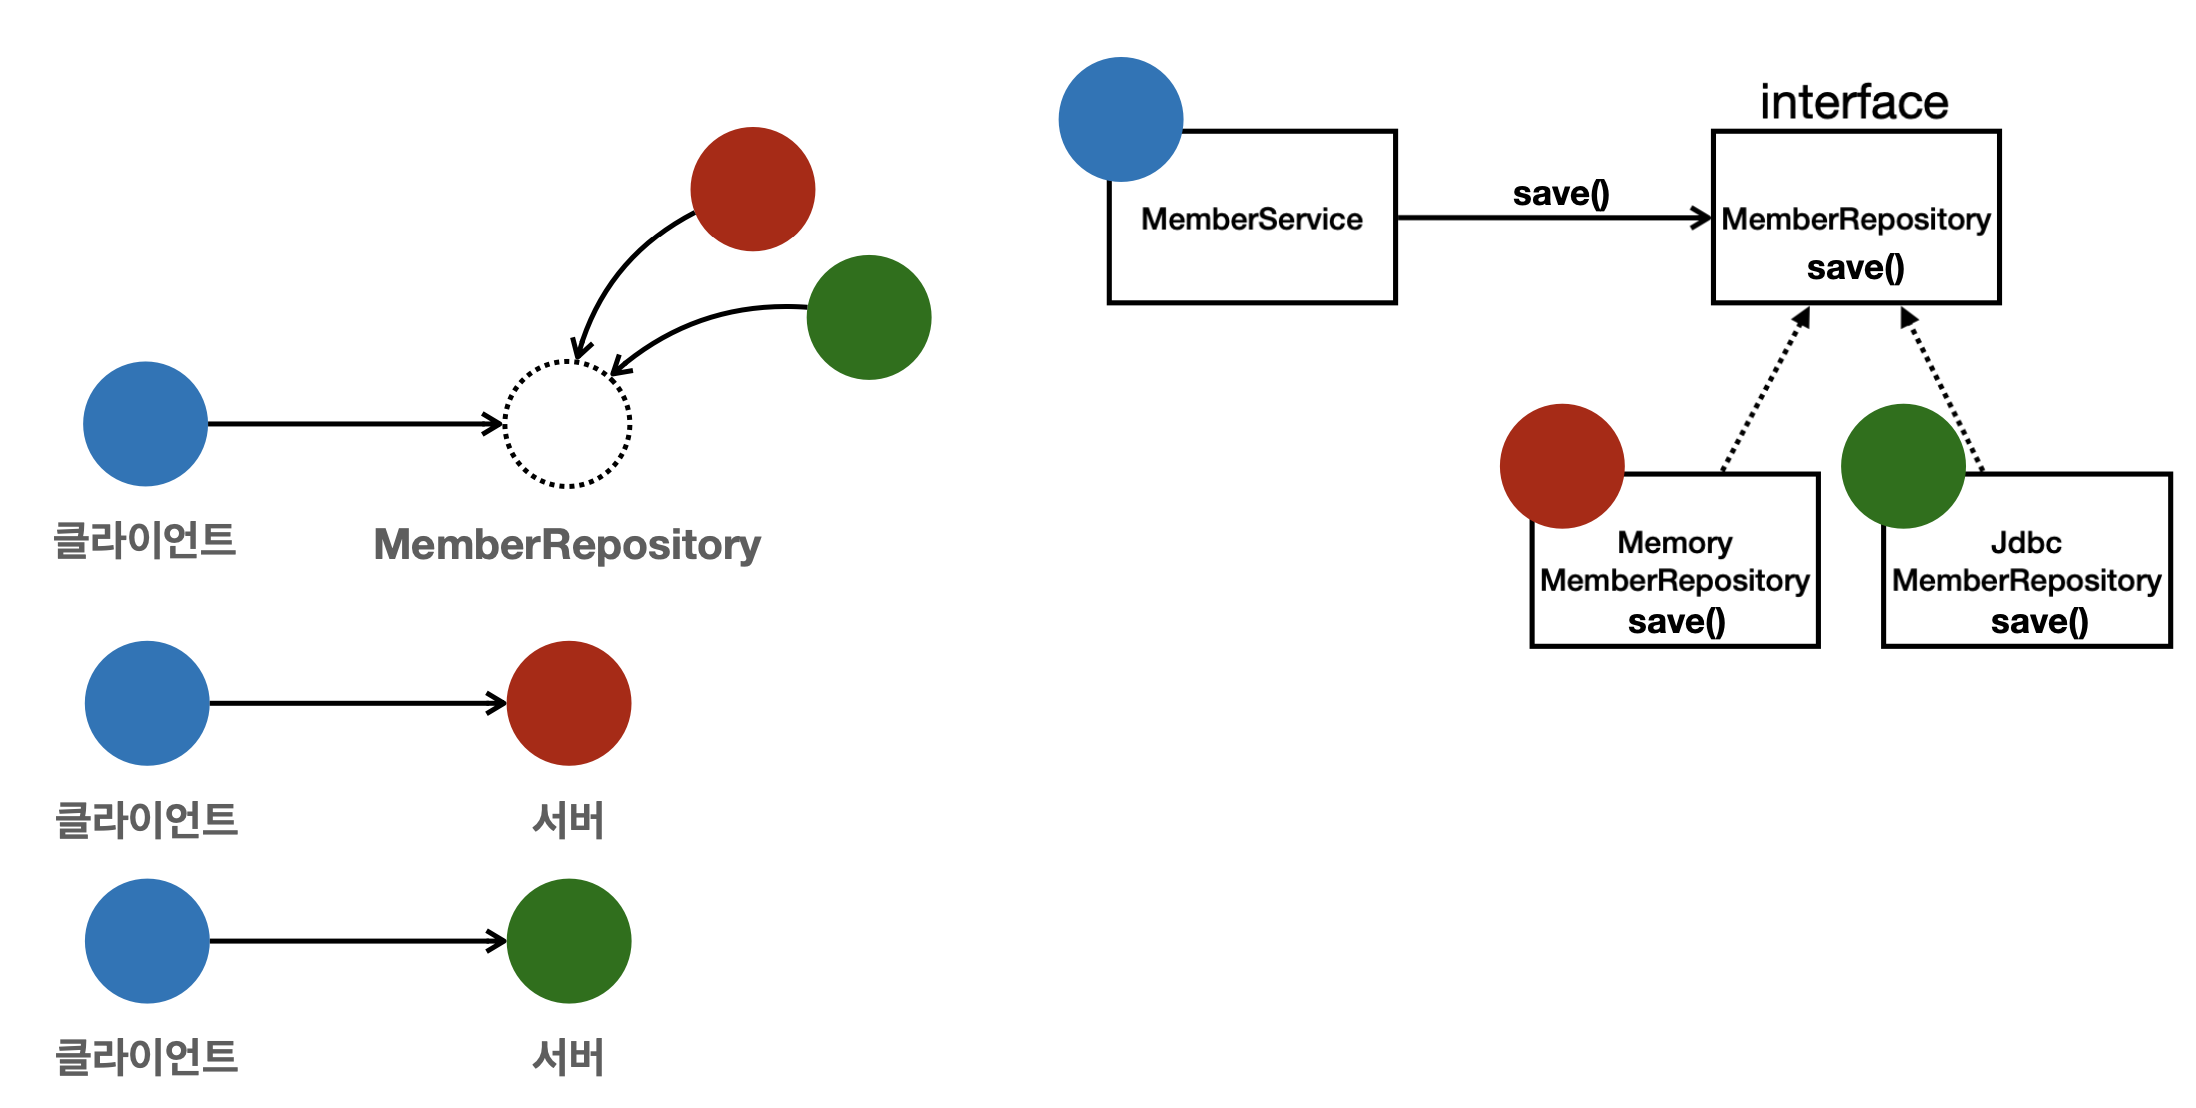 클라이언트
MemberRepository
클라이언트
서버
클라이언트
서버
interface
MemberService
save()
MemberRepository
save()
Memory
MemberRepository
save()
Jdbc
MemberRepository
save()